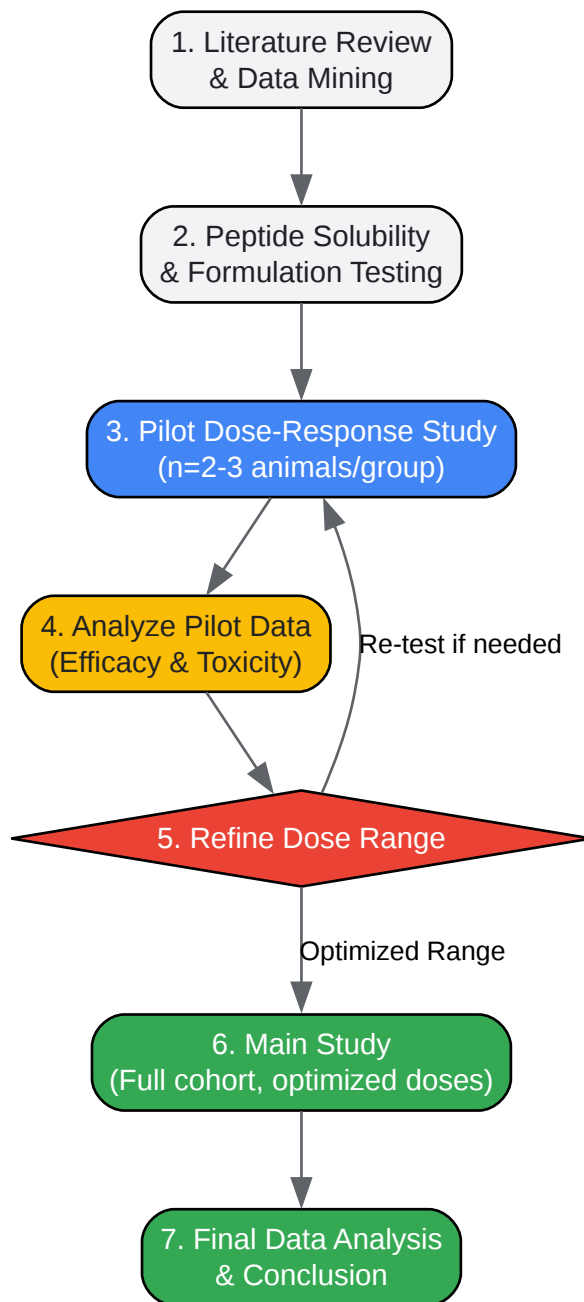 1. Literature Review
& Data Mining
2. Peptide Solubility
& Formulation Testing
3. Pilot Dose-Response Study
(n=2-3 animals/group)
4. Analyze Pilot Data
(Efficacy & Toxicity)
Re-test if needed
5. Refine Dose Range
Optimized Range
6. Main Study
(Full cohort, optimized doses)
7. Final Data Analysis
& Conclusion